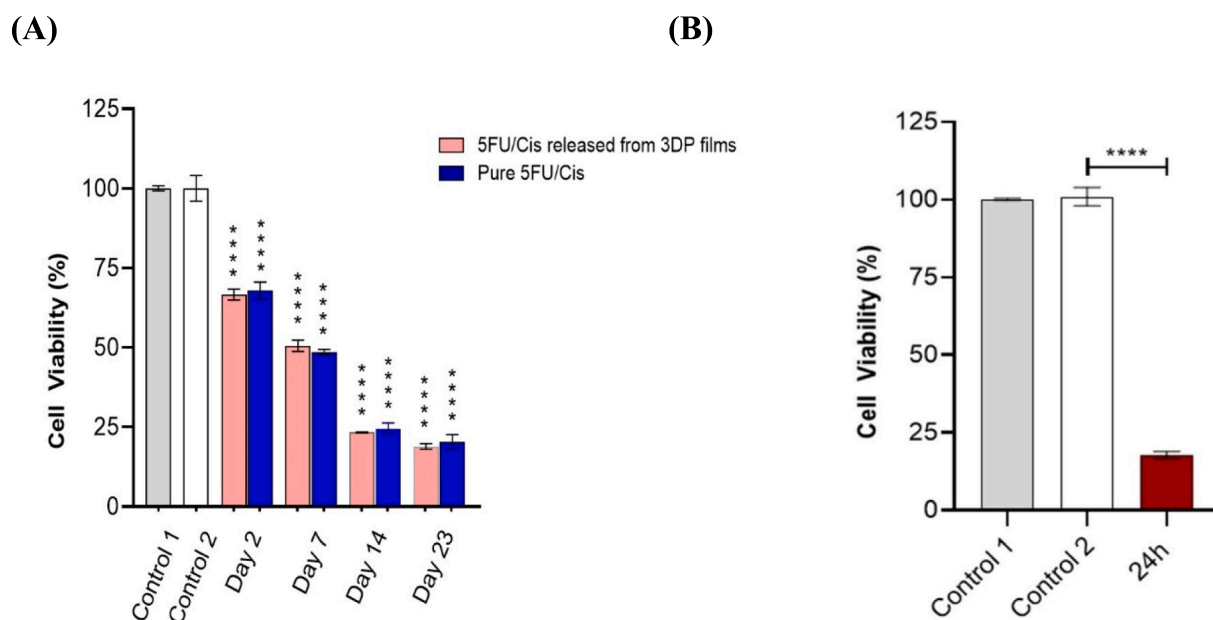 (A)
Cell Viability (%)
125
100
75
50
25
0
5FU/Cis released from 3DP films
Pure 5FU/Cis
****
****
****
****
****
****
****
****
Control 1
Control 2
Day 2
Day 7
Day 14
Day 23
(B)
Cell Viability (%)
125
100
75
50
25
0
****
Control 1
Control 2
24h